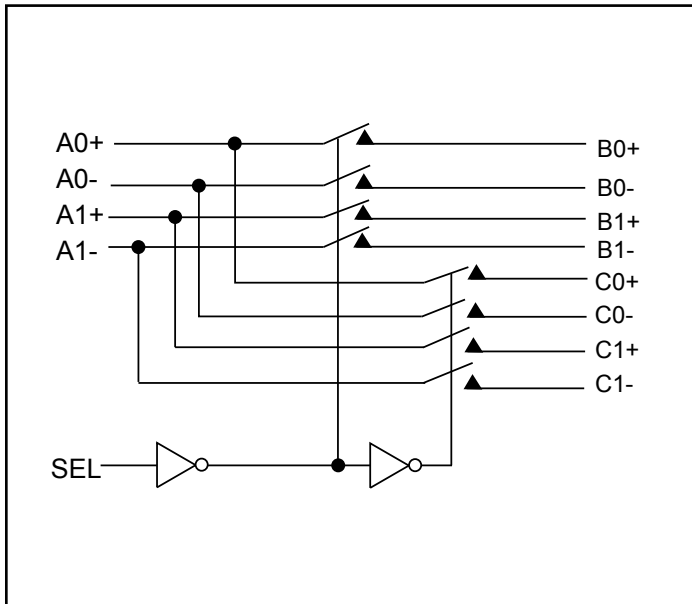 A0+
A0-
A1+
A1-
B0+
B0-
B1+
B1-
C0+
C0-
C1+
C1-
SEL